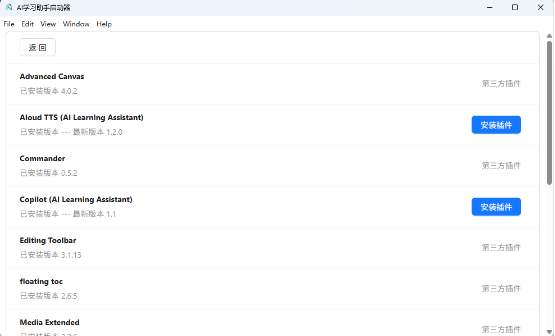 AI学习助手启动器
File Edit View Window Help
返 回
Advanced Canvas
已安装版本 4.0.2
第三方插件
Aloud TTS (AI Learning Assistant)
已安装版本 --- 最新版本 1.2.0
安装插件
Commander
已安装版本 0.5.2
第三方插件
Copilot (AI Learning Assistant)
已安装版本 --- 最新版本 1.1
安装插件
Editing Toolbar
已安装版本 3.1.13
第三方插件
floating toc
已安装版本 2.6.5
第三方插件
Media Extended
第三方插件